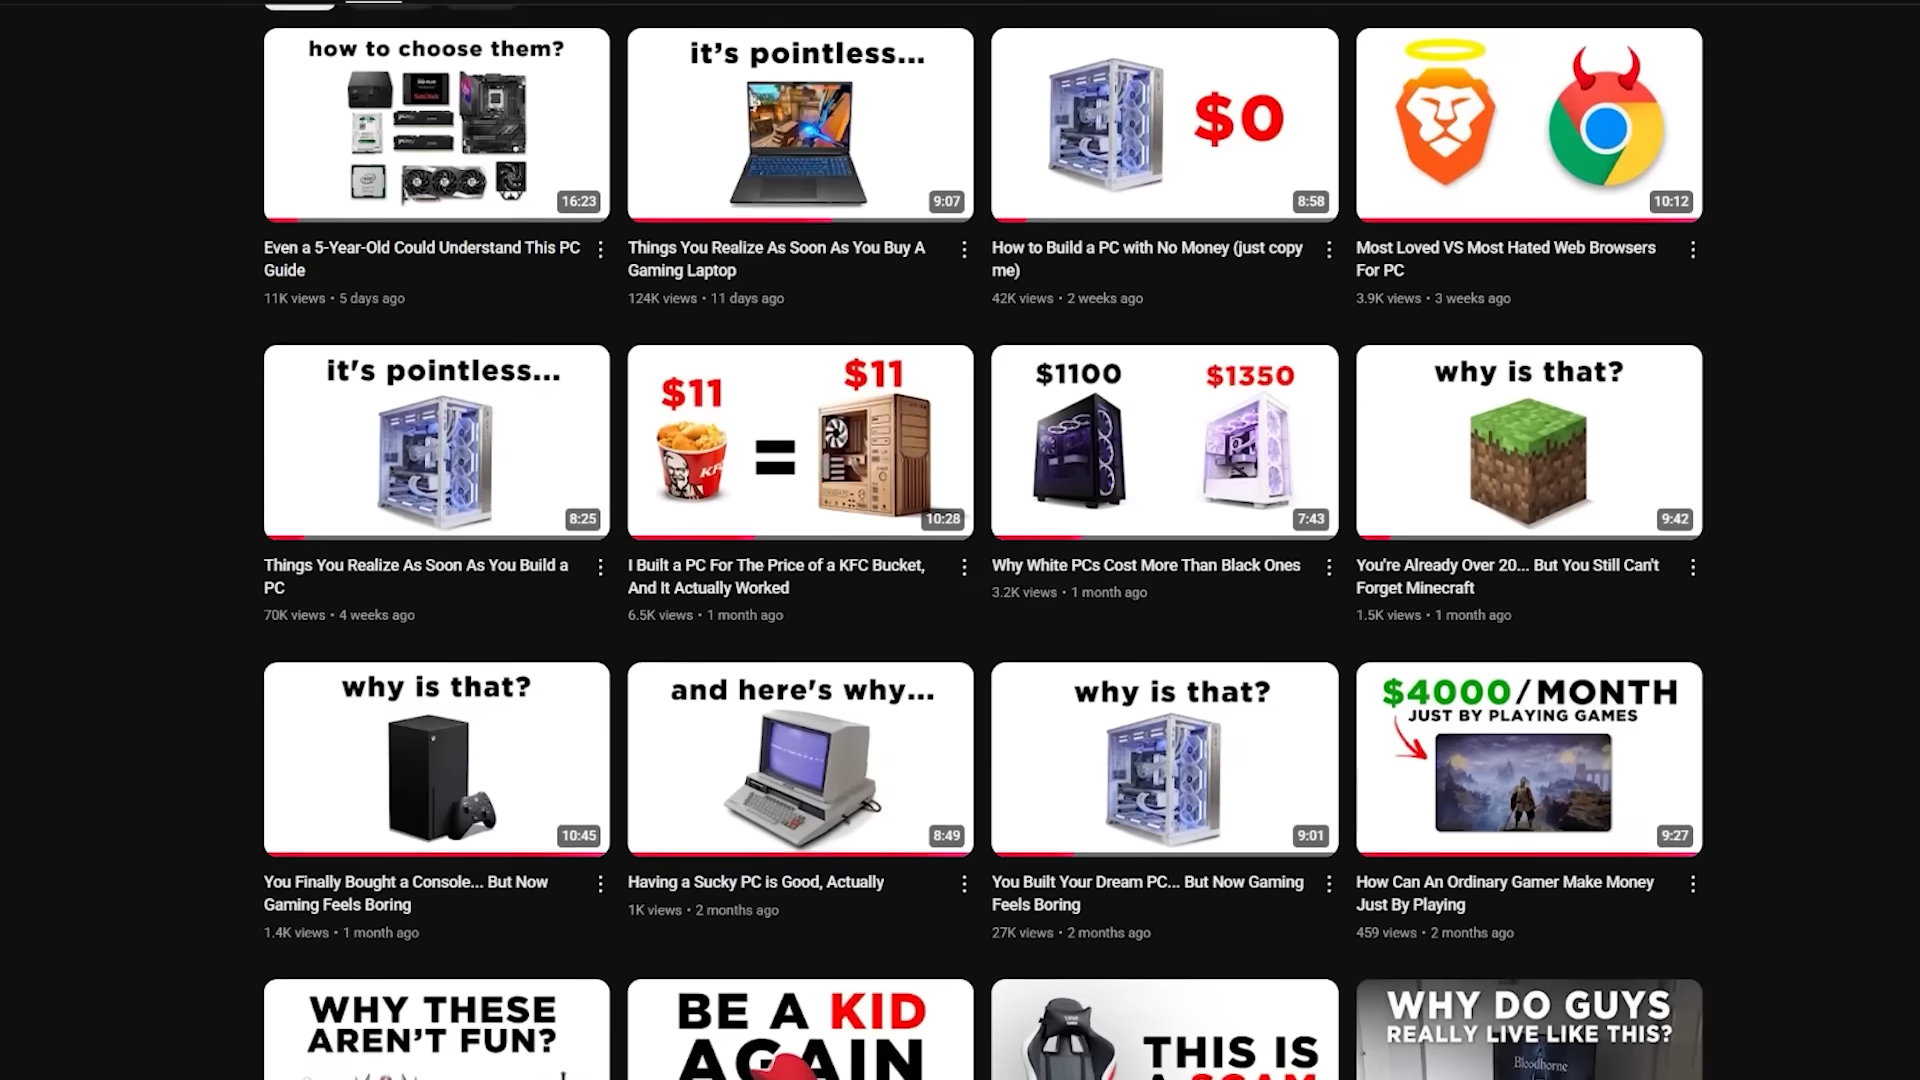 how to choose them?
16:23
Even a 5-Year-Old Could Understand This PC
Guide
11K views • 5 days ago
it's pointless...
9:07
Things You Realize As Soon As You Buy A
Gaming Laptop
124K views • 11 days ago
$0
8:58
How to Build a PC with No Money (just copy
me)
42K views • 2 weeks ago
10:12
Most Loved VS Most Hated Web Browsers
For PC
3.9K views • 3 weeks ago
it's pointless...
8:25
Things You Realize As Soon As You Build a
PC
70K views • 4 weeks ago
$11
$11
KFC
=
10:28
I Built a PC For The Price of a KFC Bucket,
And It Actually Worked
6.5K views • 1 month ago
$1100
$1350
7:43
Why White PCs Cost More Than Black Ones
3.2K views • 1 month ago
why is that?
9:42
You're Already Over 20... But You Still Can't
Forget Minecraft
1.5K views • 1 month ago
why is that?
10:45
You Finally Bought a Console... But Now
Gaming Feels Boring
1.4K views • 1 month ago
and here's why...
8:49
Having a Sucky PC is Good, Actually
1K views • 2 months ago
why is that?
9:01
You Built Your Dream PC... But Now Gaming
Feels Boring
27K views • 2 months ago
$4000/MONTH
JUST BY PLAYING GAMES
9:27
How Can An Ordinary Gamer Make Money
Just By Playing
459 views • 2 months ago
WHY THESE
AREN'T FUN?
BE A KID
AGAIN
THIS IS
A SCAM
WHY DO GUYS
REALLY LIVE LIKE THIS?
Bloodborne